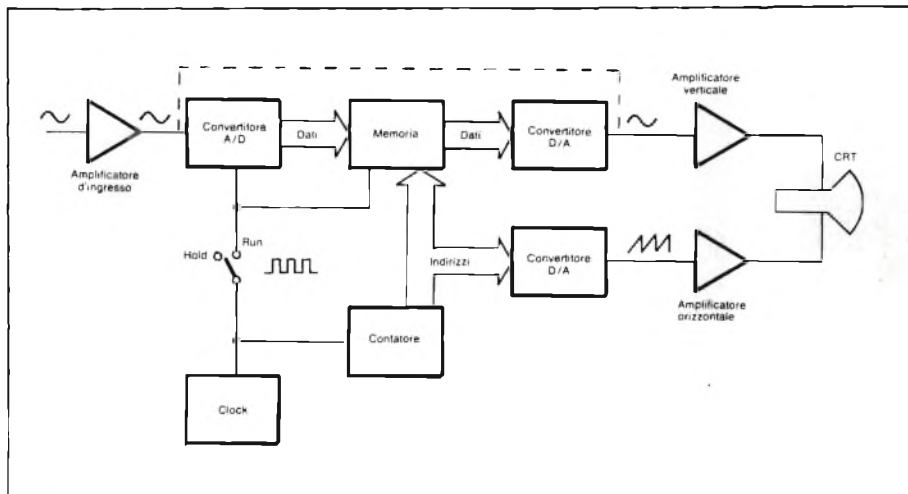 Amplificatore
verticale
Convertitore
A/D
Dati
Memoria
Dati
Convertitore
D/A
CRT
Amplificatore
d'ingresso
Hold
Run
Indirizzi
Convertitore
D/A
Amplificatore
orizzontale
Contatore
Clock